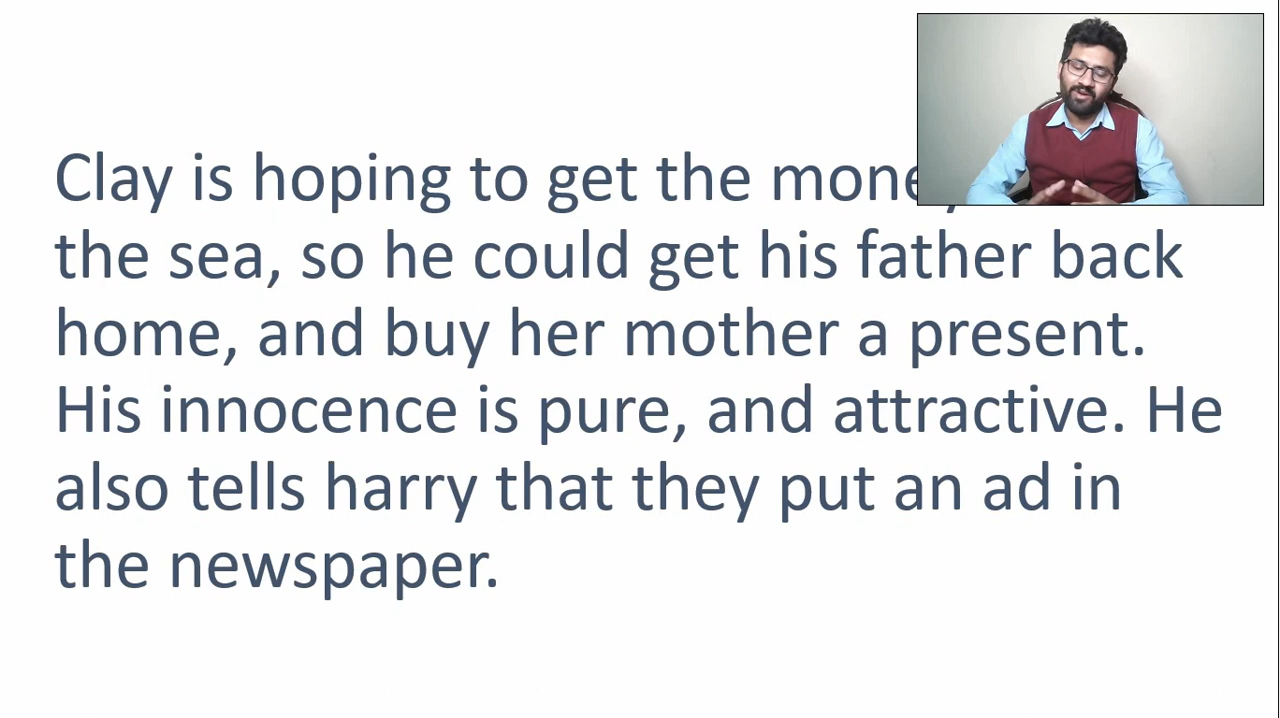 Clay is hoping to get the
the sea, so he could get his father back
home, and buy her mother a present.
His innocence is pure, and attractive. He
also tells harry that they put an ad in
the newspaper.